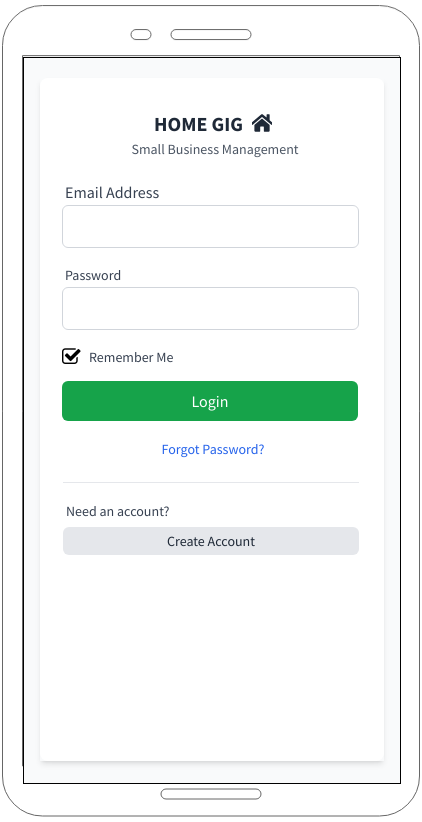 HOME GIG
Small Business Management
Email Address
Password
Remember Me
Login
Forgot Password?
Need an account?
Create Account